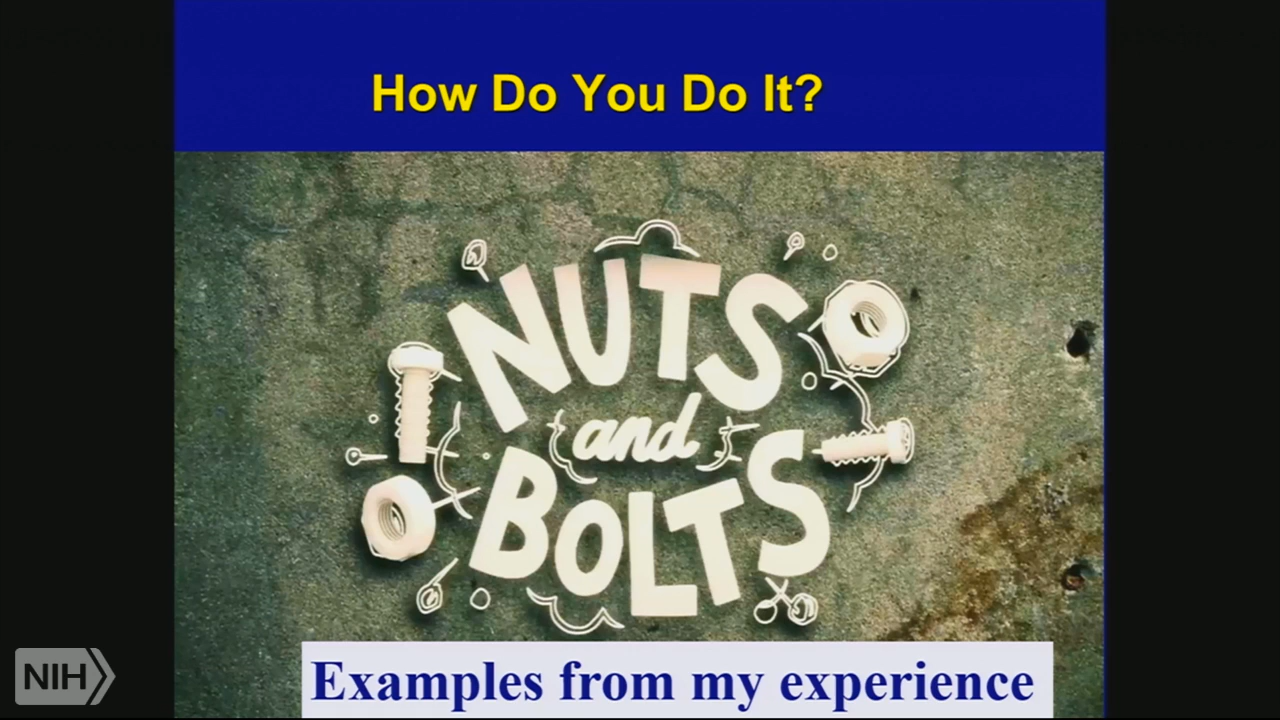 How Do You Do It?
NUTS
and
BOLTS
Examples from my experience
NIH